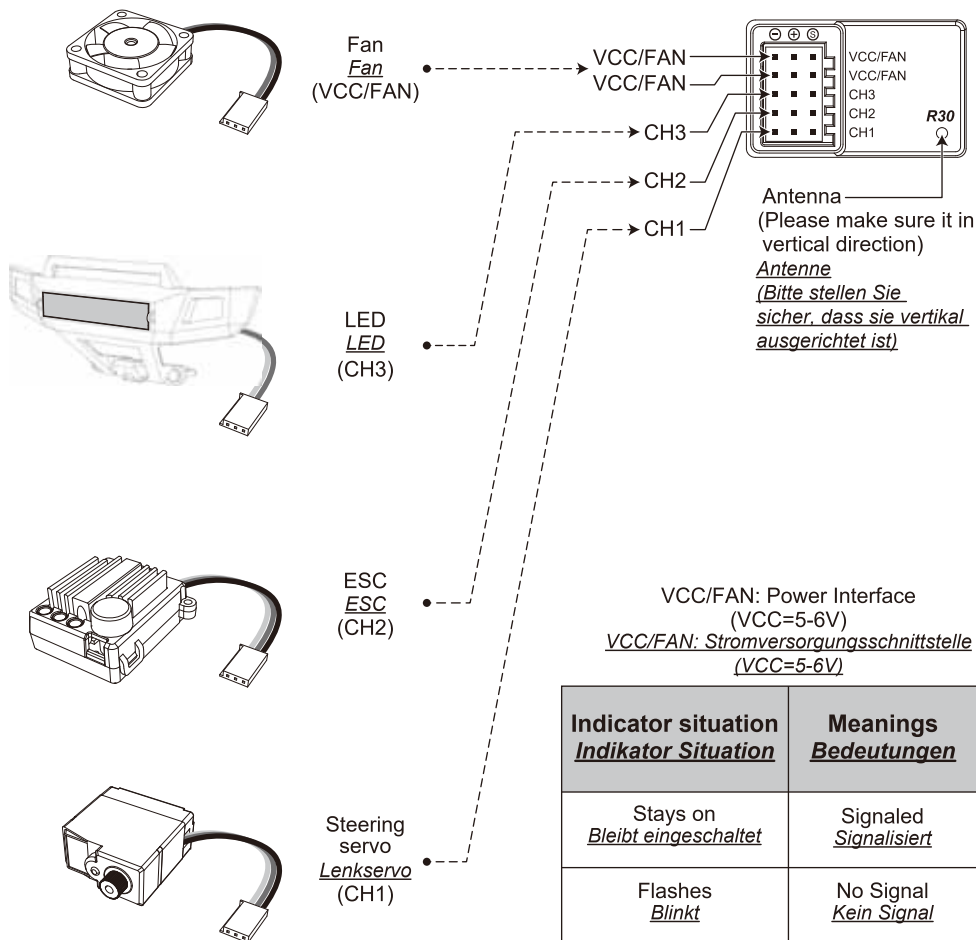 Fan
Fan
(VCC/FAN)
VCC/FAN
VCC/FAN
CH3
CH2
CH1
− + S
VCC/FAN
VCC/FAN
CH3
CH2
CH1
R30
Antenna
(Please make sure it in
vertical direction)
Antenne
(Bitte stellen Sie
sicher, dass sie vertikal
ausgerichtet ist)
LED
LED
(CH3)
ESC
ESC
(CH2)
Steering
servo
Lenkservo
(CH1)
VCC/FAN: Power Interface
(VCC=5-6V)
VCC/FAN: Stromversorgungsschnittstelle
(VCC=5-6V)
Indicator situation
Indikator Situation
Meanings
Bedeutungen
Stays on
Bleibt eingeschaltet
Signaled
Signalisiert
Flashes
Blinkt
No Signal
Kein Signal